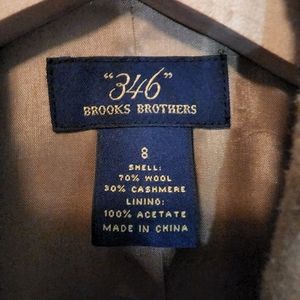 "346"
BROOKS BROTHERS
8
SHELL:
70% WOOL
30% CASHMERE
LINING:
100% ACETATE
MADE IN CHINA